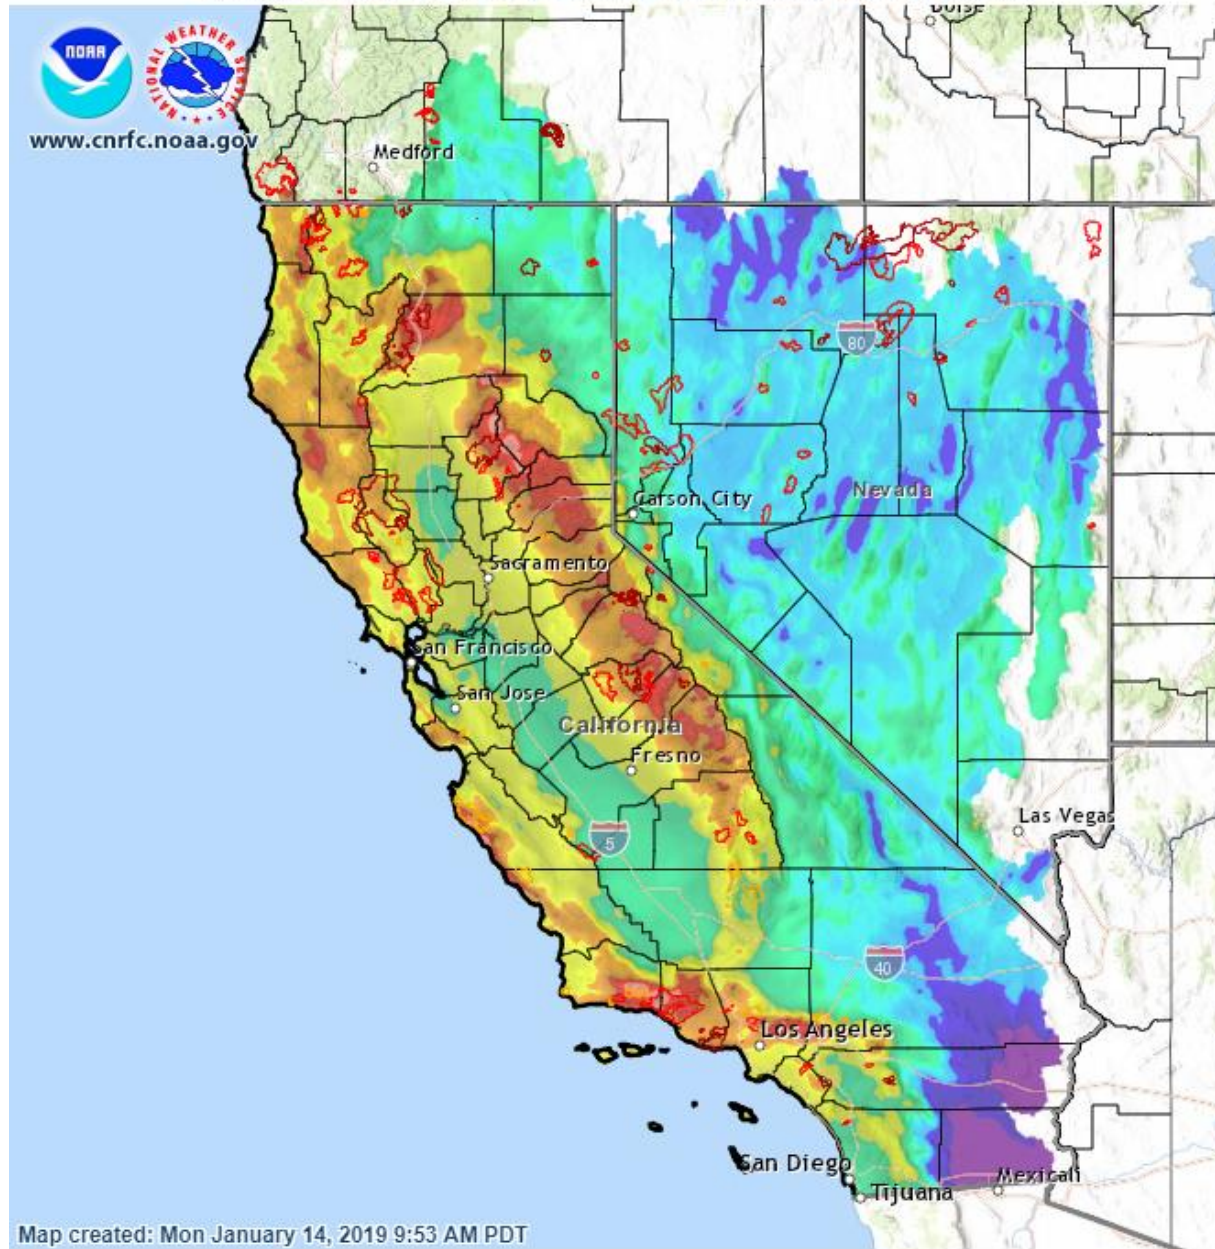 Boise
NOAA
NATIONAL WEATHER SERVICE
www.cnrfc.noaa.gov
Medford
80
Carson City
Nevada
Sacramento
San Francisco
San Jose
California
Fresno
5
Las Vegas
40
Los Angeles
San Diego
Mexicali
Tijuana
Map created: Mon January 14, 2019 9:53 AM PDT